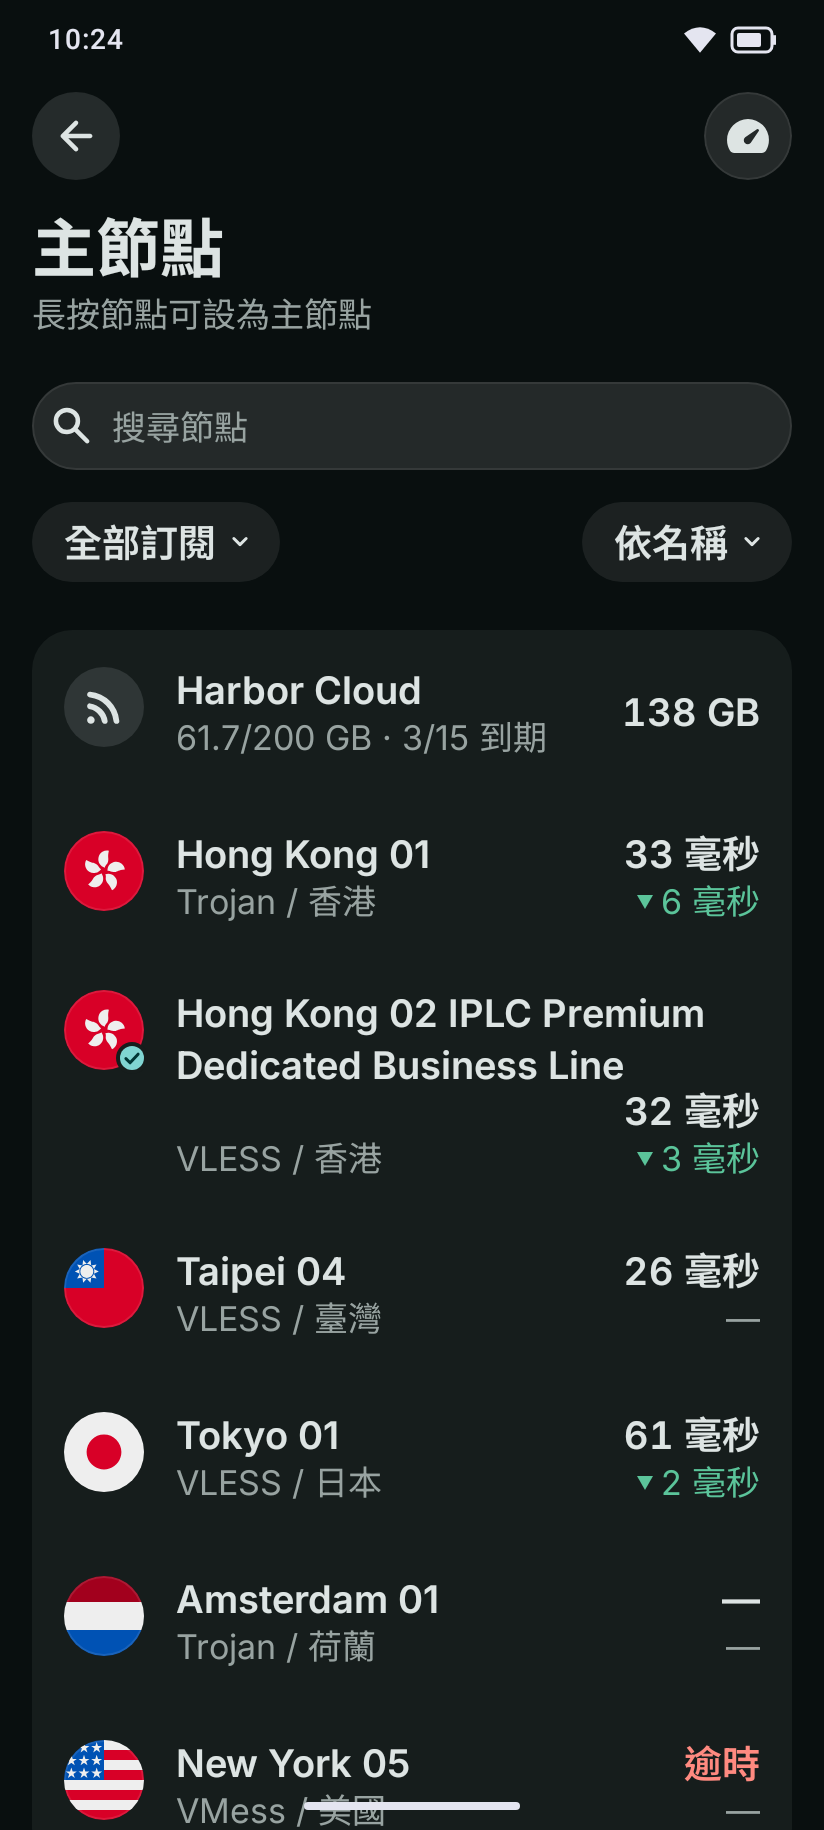 10:24
主節點
長按節點可設為主節點
搜尋節點
全部訂閱
依名稱
Harbor Cloud
61.7/200 GB · 3/15 到期
138 GB
Hong Kong 01
Trojan / 香港
33 毫秒
▼6 毫秒
Hong Kong 02 IPLC Premium
Dedicated Business Line
32 毫秒
VLESS / 香港
▼3 毫秒
Taipei 04
VLESS / 臺灣
26 毫秒
—
Tokyo 01
VLESS / 日本
61 毫秒
▼2 毫秒
Amsterdam 01
Trojan / 荷蘭
—
—
New York 05
VMess / 美國
逾時
—